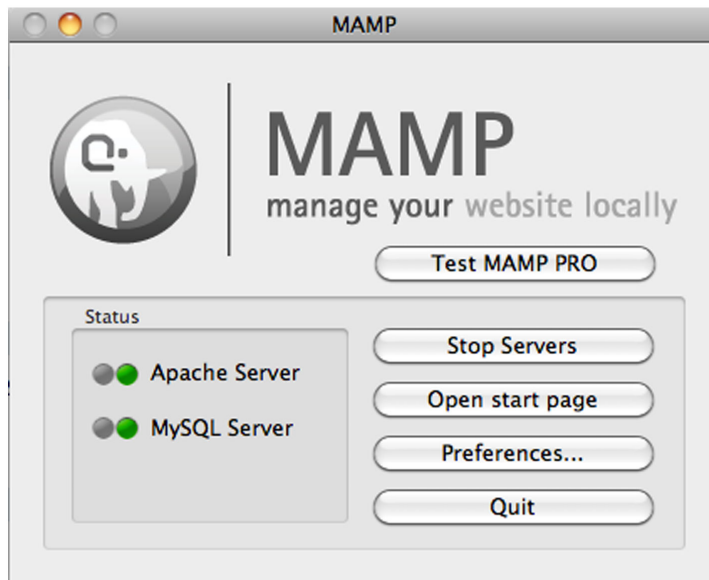 MAMP
MAMP
manage your website locally
Test MAMP PRO
Status
Apache Server
MySQL Server
Stop Servers
Open start page
Preferences...
Quit